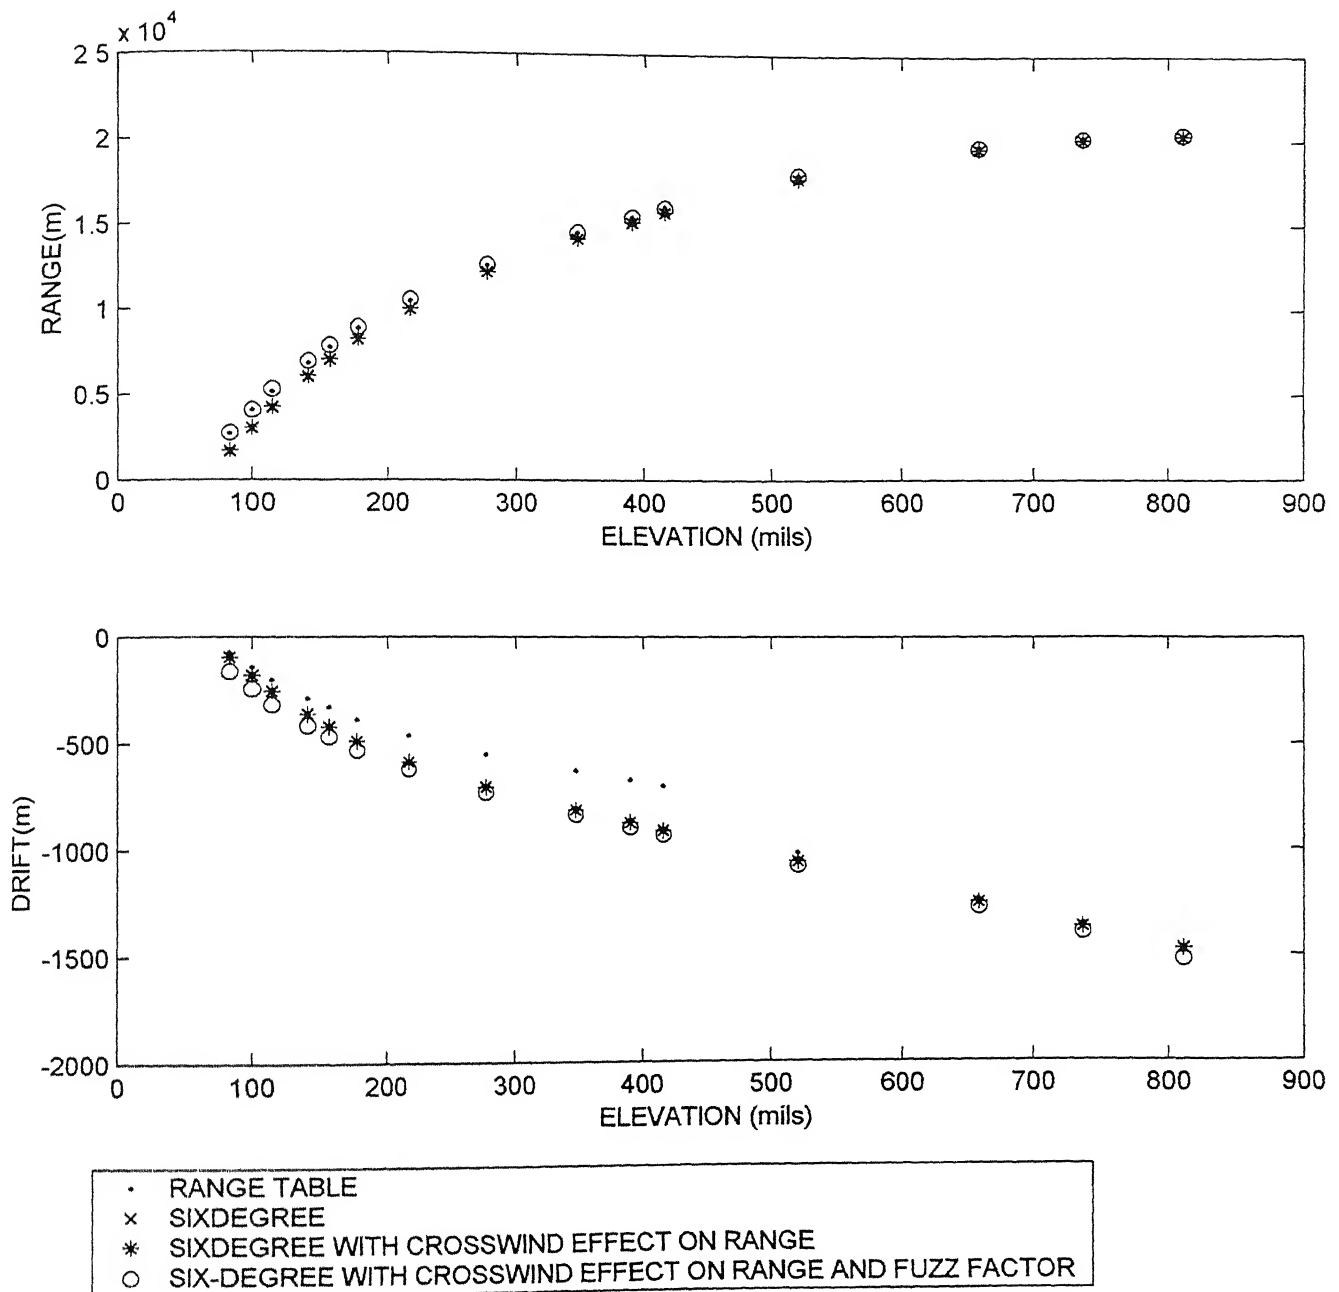 x 10^4
2 5
2
1.5
1
0.5
0
RANGE(m)
0 100 200 300 400 500 600 700 800 900
ELEVATION (mils)
0
-500
-1000
-1500
-2000
DRIFT(m)
0 100 200 300 400 500 600 700 800 900
ELEVATION (mils)
RANGE TABLE
SIXDEGREE
SIXDEGREE WITH CROSSWIND EFFECT ON RANGE
SIX-DEGREE WITH CROSSWIND EFFECT ON RANGE AND FUZZ FACTOR